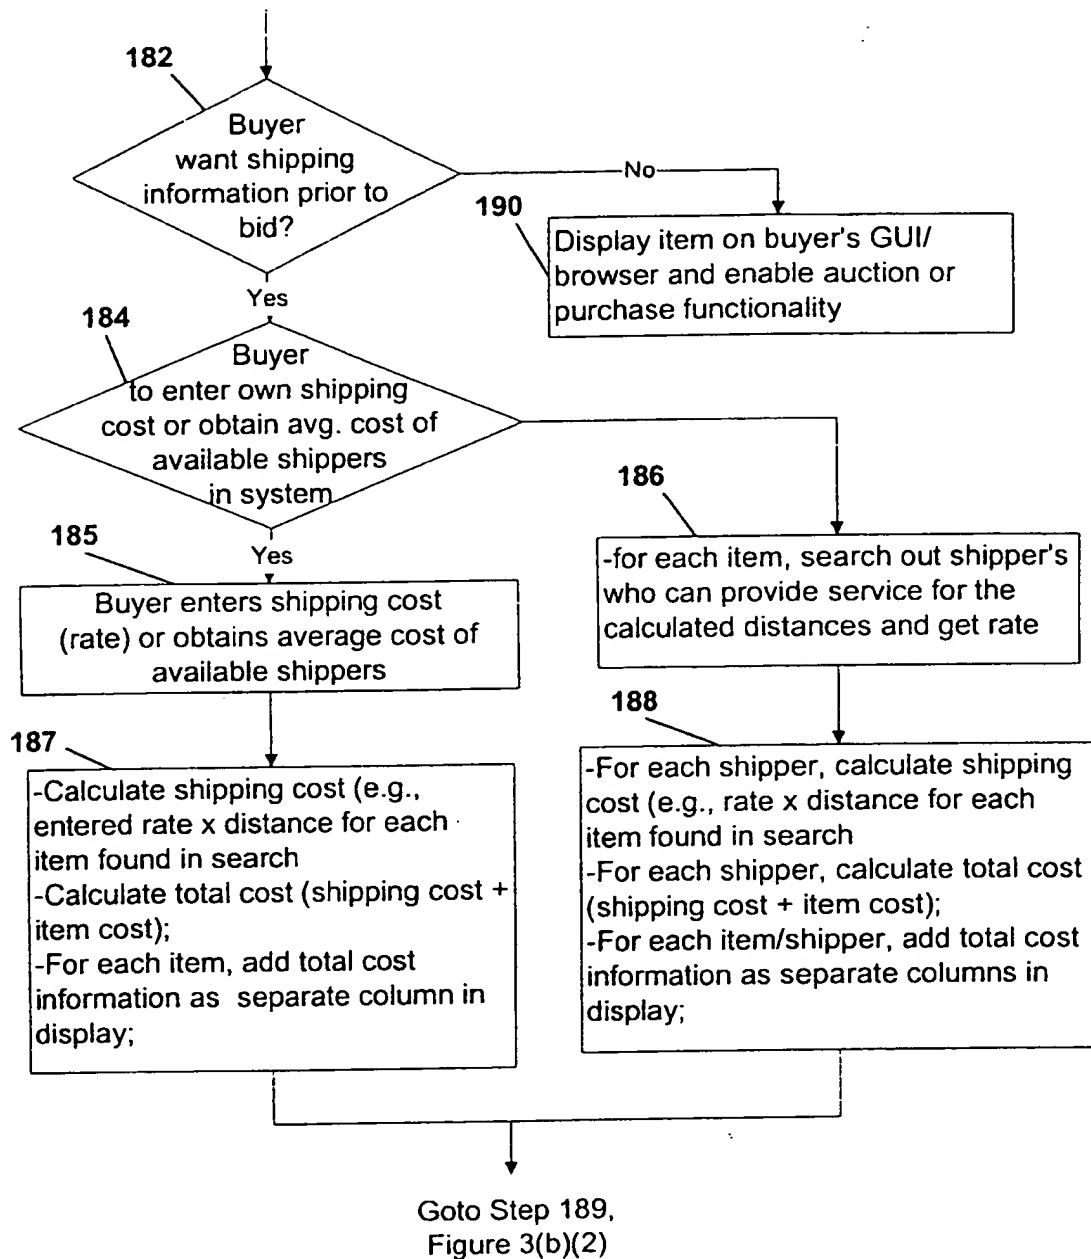 182
Buyer
want shipping
information prior to
bid?
No
190
Display item on buyer's GUI/
browser and enable auction or
purchase functionality
Yes
184
Buyer
to enter own shipping
cost or obtain avg. cost of
available shippers
in system
186
-for each item, search out shipper's
who can provide service for the
calculated distances and get rate
Yes
185
Buyer enters shipping cost
(rate) or obtains average cost of
available shippers
187
-Calculate shipping cost (e.g.,
entered rate x distance for each
item found in search
-Calculate total cost (shipping cost +
item cost);
-For each item, add total cost
information as separate column in
display;
188
-For each shipper, calculate shipping
cost (e.g., rate x distance for each
item found in search
-For each shipper, calculate total cost
(shipping cost + item cost);
-For each item/shipper, add total cost
information as separate columns in
display;
Goto Step 189,
Figure 3(b)(2)